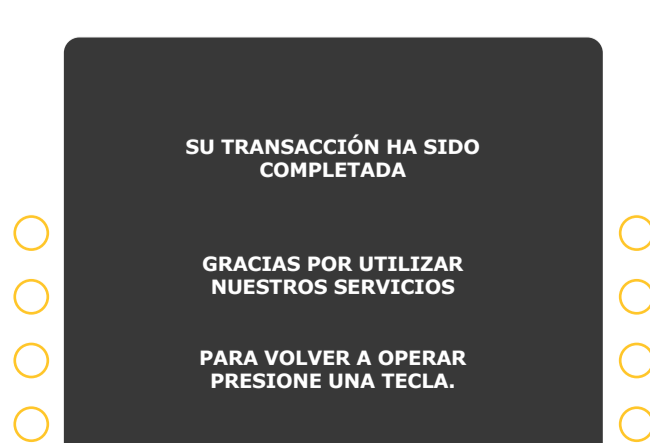 SU TRANSACCIÓN HA SIDO
COMPLETADA
GRACIAS POR UTILIZAR
NUESTROS SERVICIOS
PARA VOLVER A OPERAR
PRESIONE UNA TECLA.